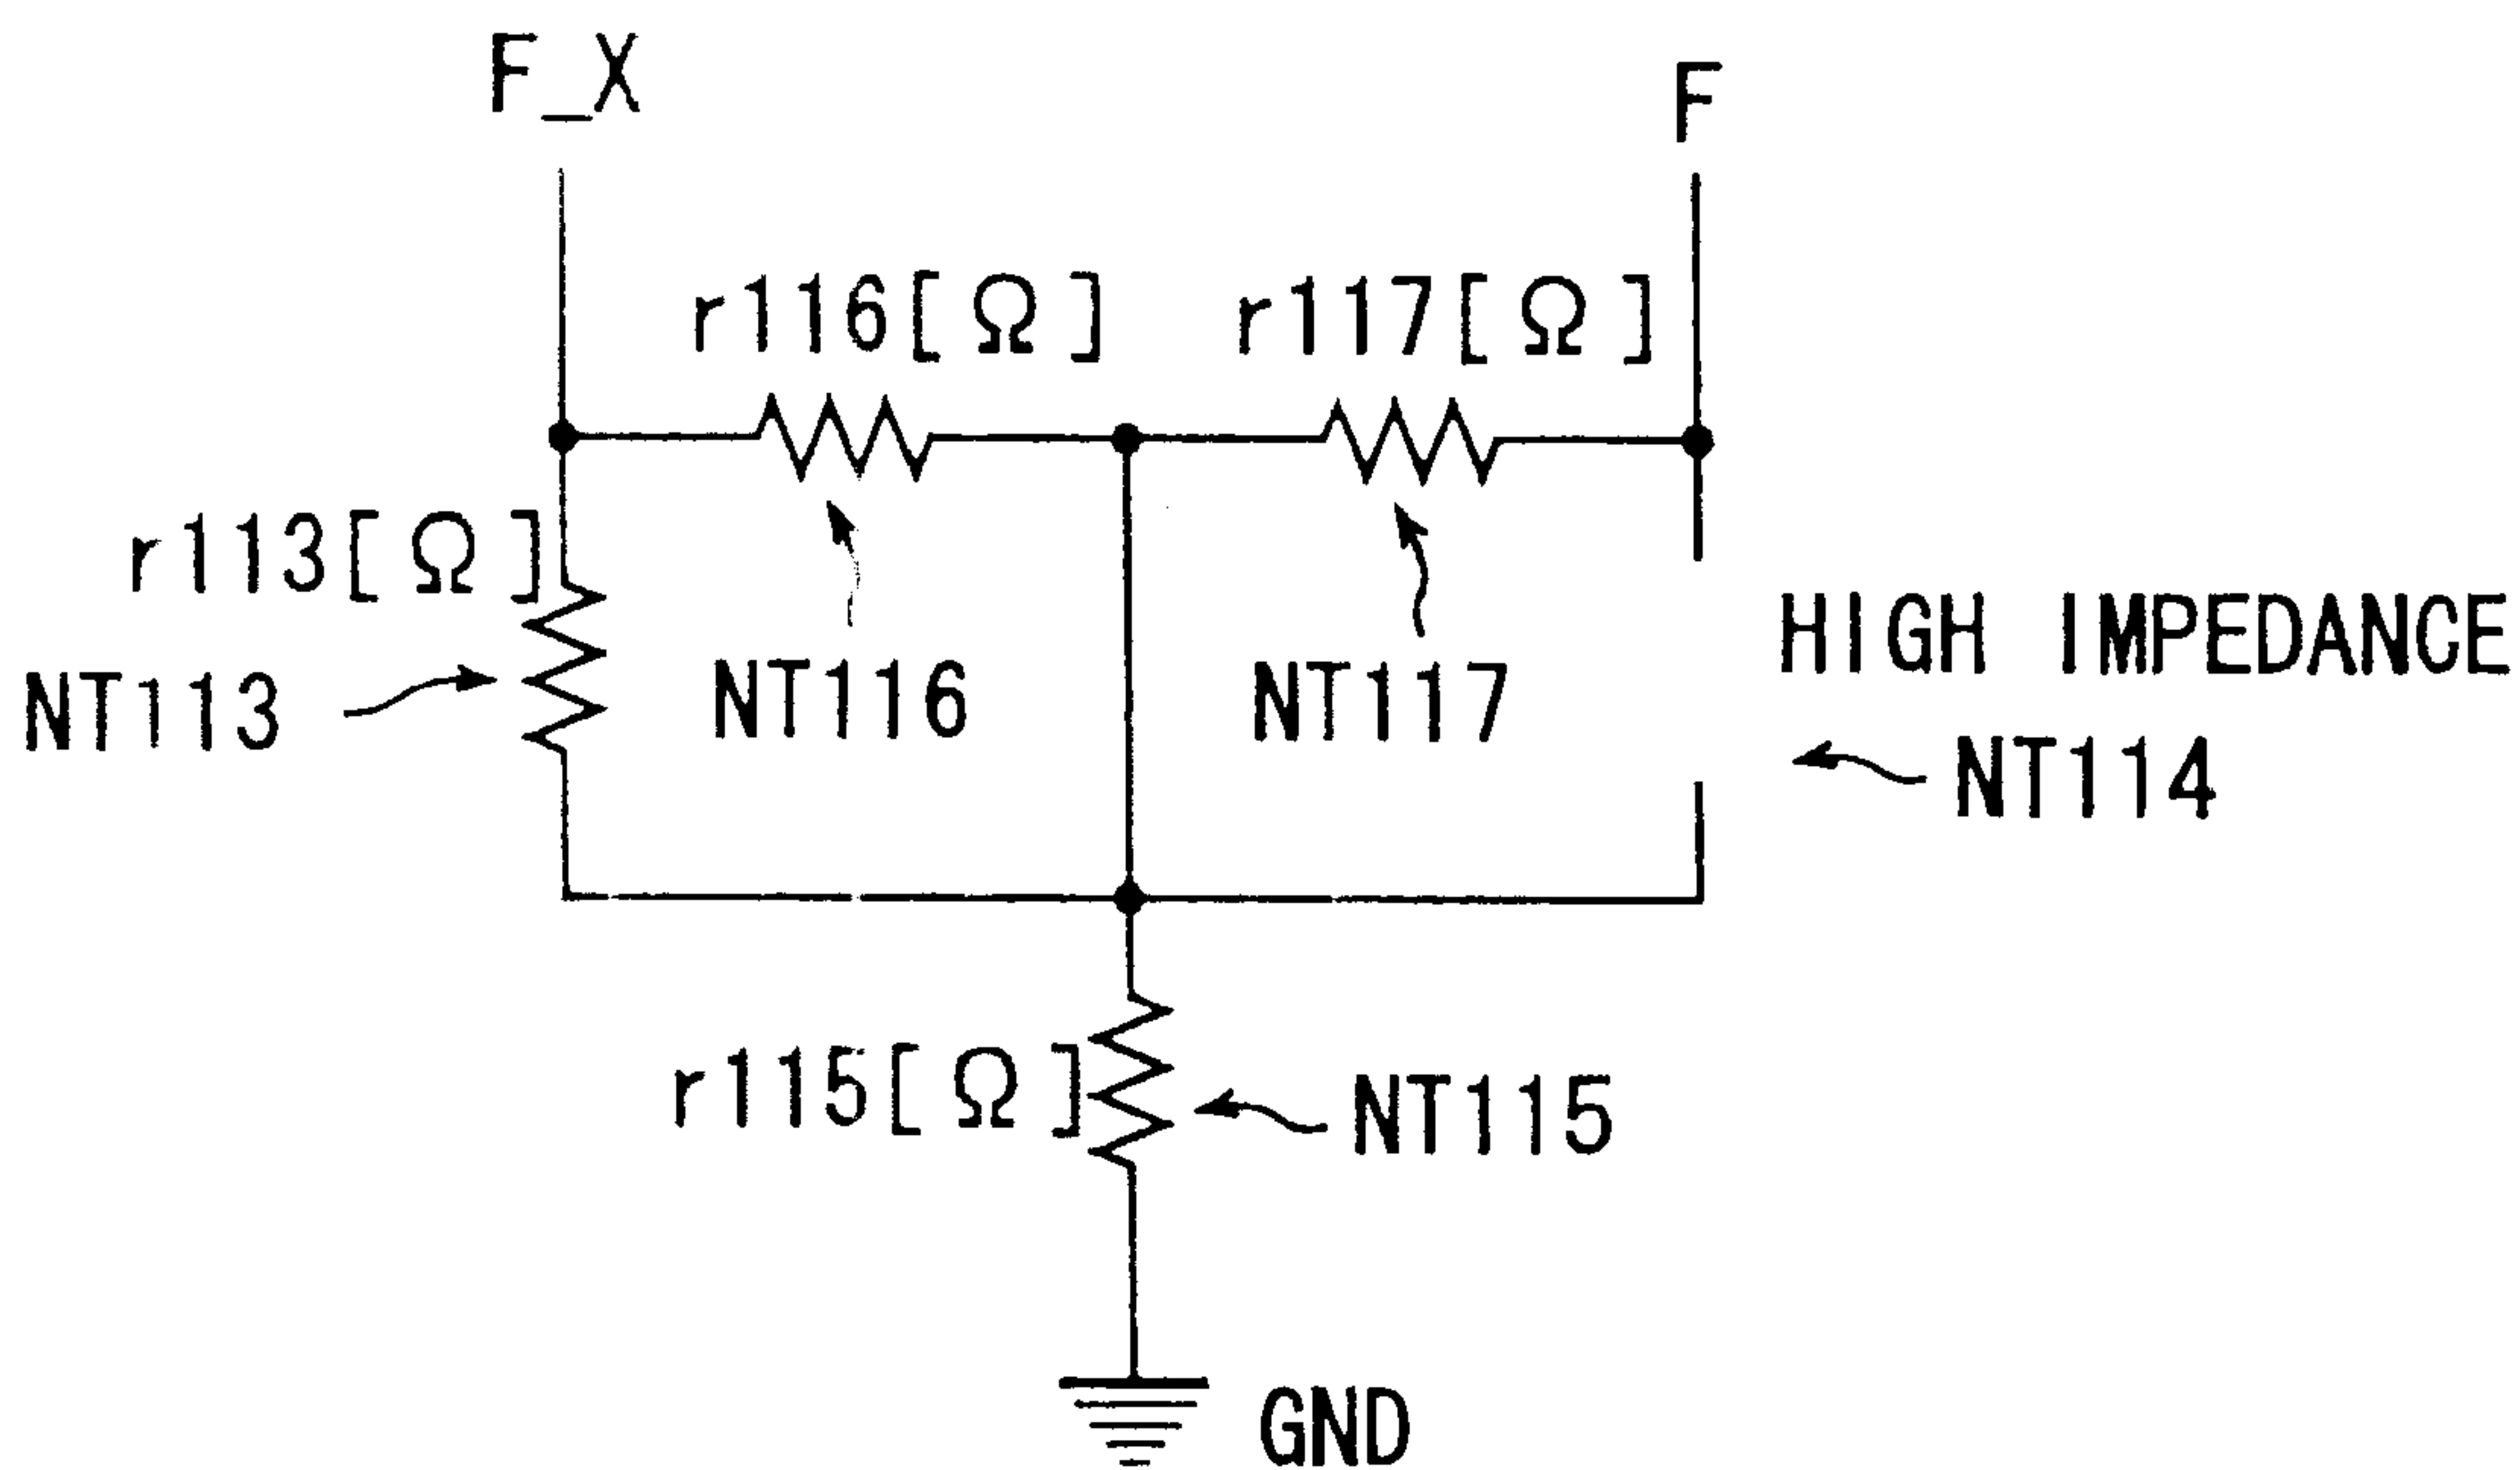 F_X
F
r116[Ω]
r117[Ω]
r113[Ω]
HIGH IMPEDANCE
NT113
NT116
NT117
NT114
r115[Ω]
NT115
GND